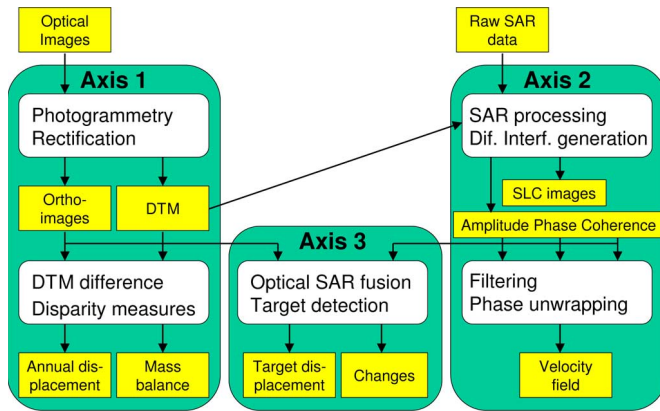 Optical
Images
Raw SAR
data
Axis 1
Axis 2
Photogrammetry
Rectification
SAR processing
Dif. Interf. generation
Ortho-
images
DTM
SLC images
Amplitude Phase Coherence
Axis 3
DTM difference
Disparity measures
Optical SAR fusion
Target detection
Filtering
Phase unwrapping
Annual dis-
placement
Mass
balance
Target dis-
placement
Changes
Velocity
field